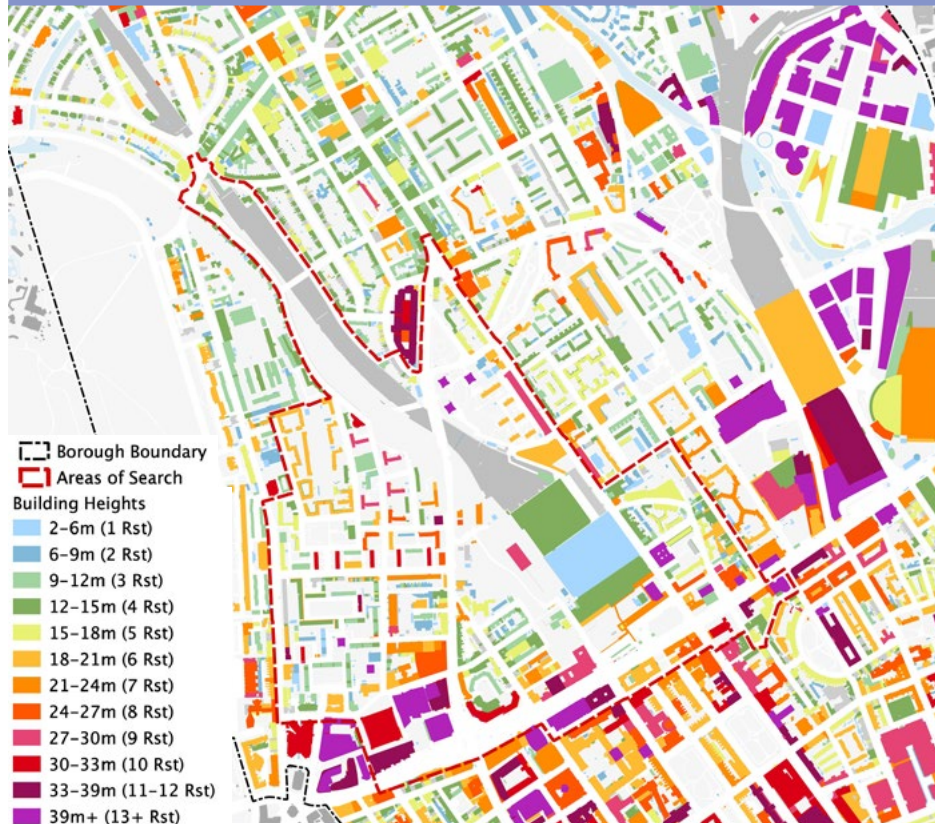 Borough Boundary
Areas of Search
Building Heights
2–6m (1 Rst)
6–9m (2 Rst)
9–12m (3 Rst)
12–15m (4 Rst)
15–18m (5 Rst)
18–21m (6 Rst)
21–24m (7 Rst)
24–27m (8 Rst)
27–30m (9 Rst)
30–33m (10 Rst)
33–39m (11–12 Rst)
39m+ (13+ Rst)